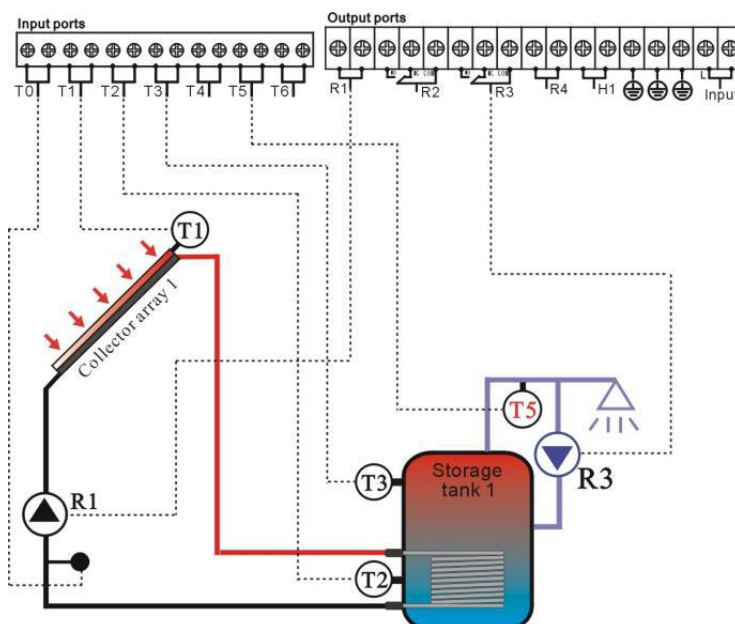 Input ports
Output ports
T0 T1 T2 T3 T4 T5 T6
R1 R2 R3 R4 H1 L Input
T1
Collector array 1
T5
R1
T3
Storage
tank 1
R3
T2